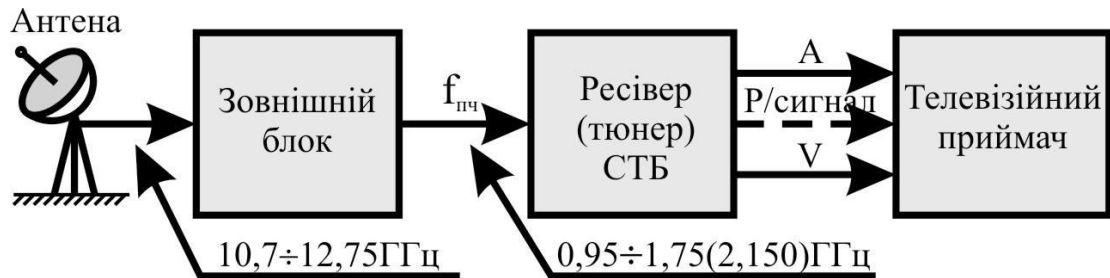 Антена
Зовнішній
блок
fпч
Ресівер
(тюнер)
СТБ
А
Р/сигнал
V
Телевізійний
приймач
10,7÷12,75ГГц
0,95÷1,75(2,150)ГГц